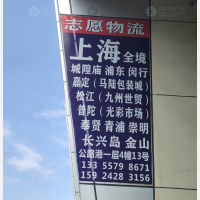 志愿物流
上海全境
城隍庙 浦东 闵行
嘉定（马陆包装城）
松江（九州世贸）
普陀（光彩市场）
奉贤 青浦 崇明
长兴岛 金山
公路港一层4幢13号
133 5579 8671
159 2428 3156